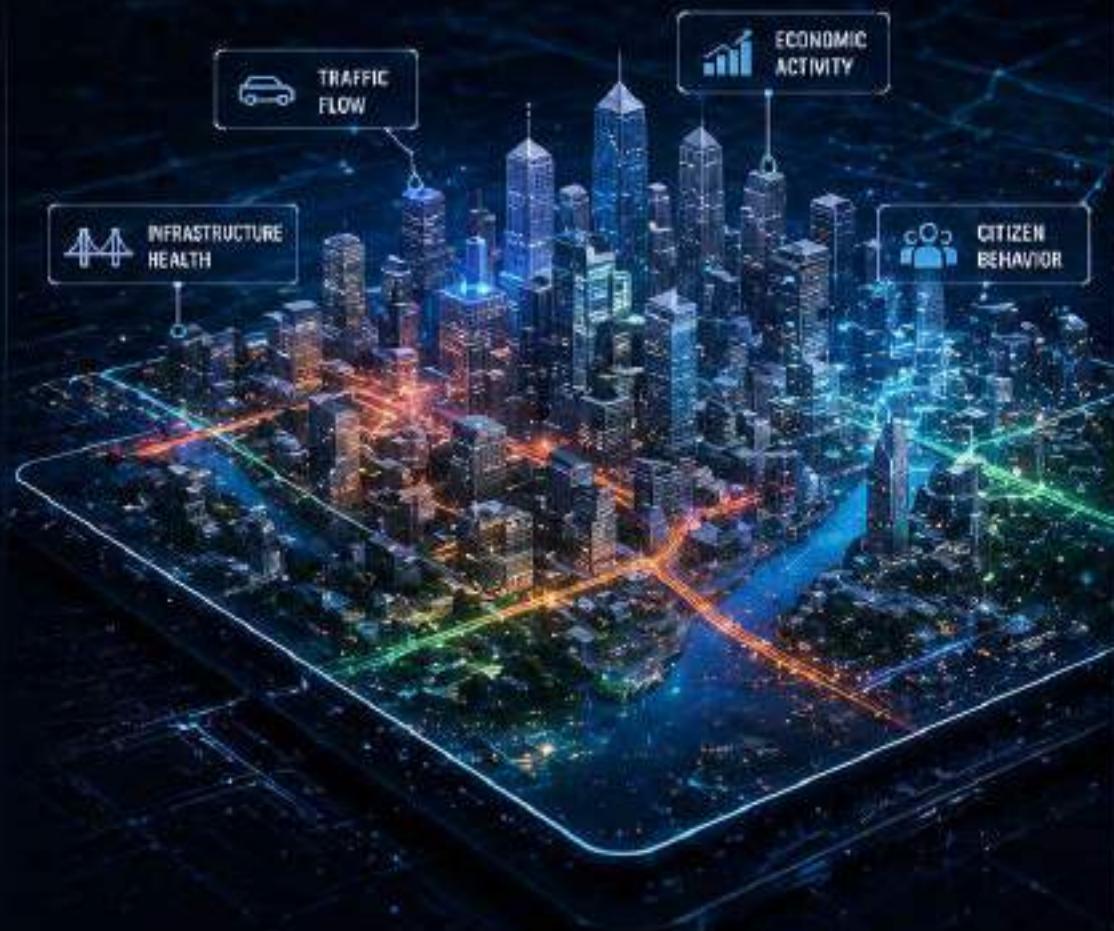 ECONOMIC
ACTIVITY
TRAFFIC
FLOW
INFRASTRUCTURE
HEALTH
CITIZEN
BEHAVIOR